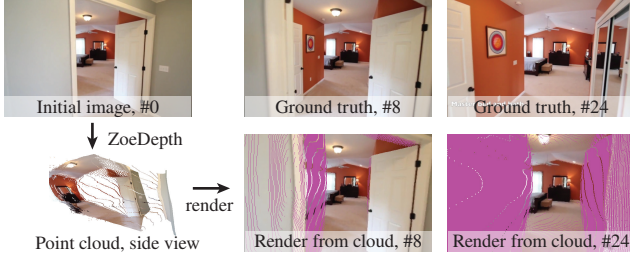 Initial image, #0
Ground truth, #8
Ground truth, #24
ZoeDepth
render
Point cloud, side view
Render from cloud, #8
Render from cloud, #24